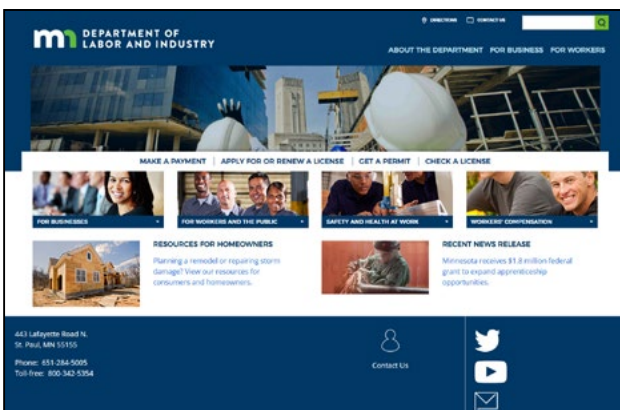 DIRECTIONS CONTACT US
mn DEPARTMENT OF
LABOR AND INDUSTRY
ABOUT THE DEPARTMENT FOR BUSINESS FOR WORKERS
MAKE A PAYMENT | APPLY FOR OR RENEW A LICENSE | GET A PERMIT | CHECK A LICENSE
FOR BUSINESSES
FOR WORKERS AND THE PUBLIC
SAFETY AND HEALTH AT WORK
WORKERS' COMPENSATION
RESOURCES FOR HOMEOWNERS
Planning a remodel or repairing storm
damage? View our resources for
consumers and homeowners.
RECENT NEWS RELEASE
Minnesota receives $1.8 million federal
grant to expand apprenticeship
opportunities.
443 Lafayette Road N.
St. Paul, MN 55155
Phone: 651-284-5005
Toll-free: 800-342-5354
Contact Us